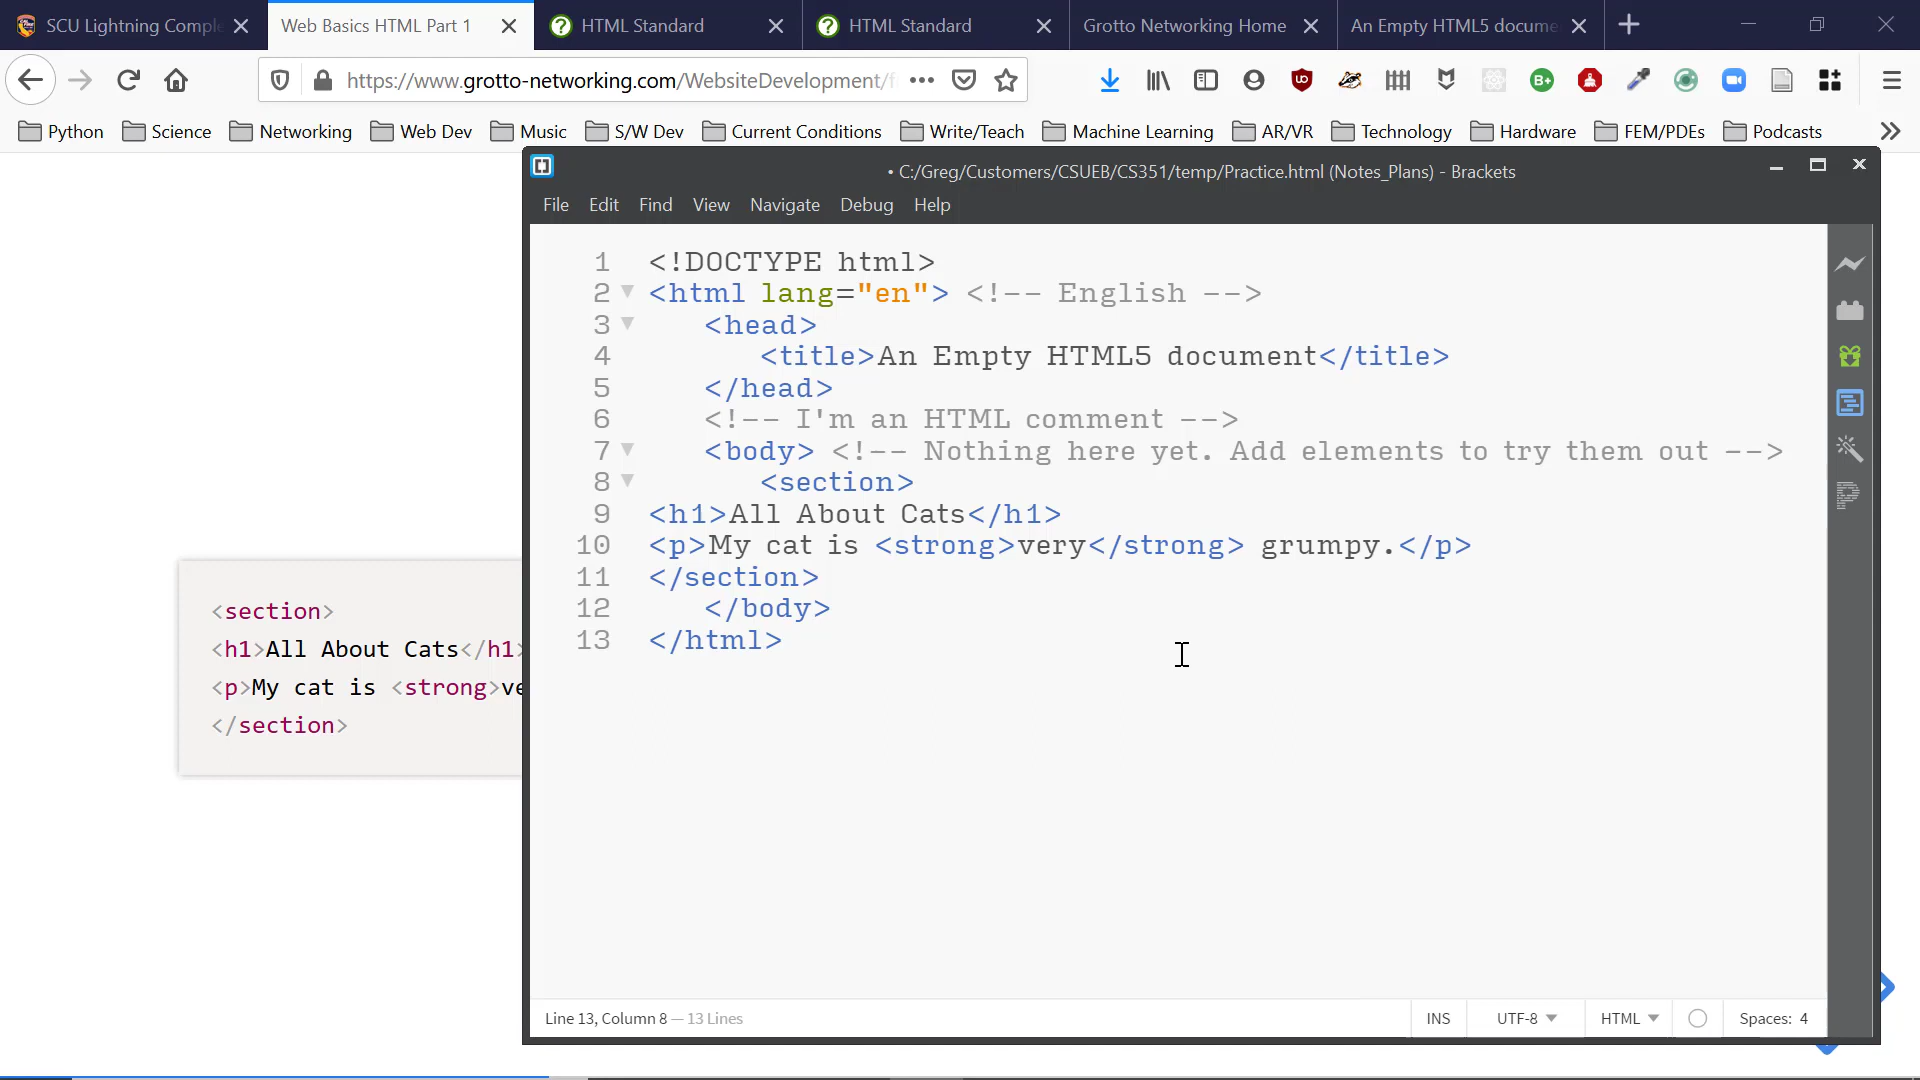 SCU Lightning Comple
Web Basics HTML Part 1
HTML Standard
HTML Standard
Grotto Networking Home
An Empty HTML5 docume
https://www.grotto-networking.com/WebsiteDevelopment/f
Python
Science
Networking
Web Dev
Music
S/W Dev
Current Conditions
Write/Teach
Machine Learning
AR/VR
Technology
Hardware
FEM/PDEs
Podcasts
• C:/Greg/Customers/CSUEB/CS351/temp/Practice.html (Notes_Plans) - Brackets
File Edit Find View Navigate Debug Help
1 <!DOCTYPE html>
2 <html lang="en"> <!-- English -->
3 <head>
4 <title>An Empty HTML5 document</title>
5 </head>
6 <!-- I'm an HTML comment -->
7 <body> <!-- Nothing here yet. Add elements to try them out -->
8 <section>
9 <h1>All About Cats</h1>
10 <p>My cat is <strong>very</strong> grumpy.</p>
11 </section>
12 </body>
13 </html>
<section>
<h1>All About Cats</h1>
<p>My cat is <strong>ve
</section>
Line 13, Column 8 — 13 Lines
INS
UTF-8
HTML
Spaces: 4